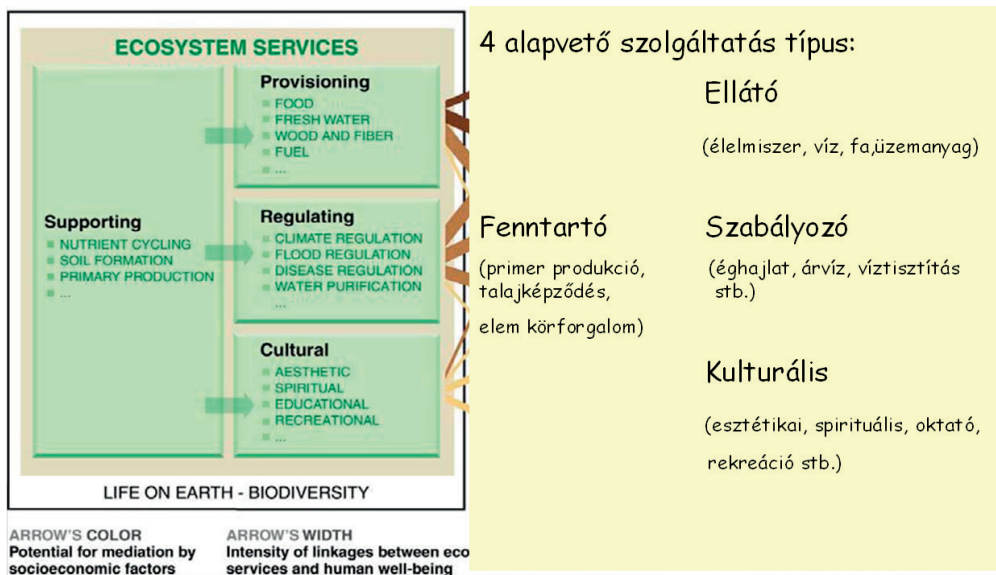 ECOSYSTEM SERVICES
Supporting
NUTRIENT CYCLING
SOIL FORMATION
PRIMARY PRODUCTION
...
Provisioning
FOOD
FRESH WATER
WOOD AND FIBER
FUEL
...
Regulating
CLIMATE REGULATION
FLOOD REGULATION
DISEASE REGULATION
WATER PURIFICATION
...
Cultural
AESTHETIC
SPIRITUAL
EDUCATIONAL
RECREATIONAL
...
LIFE ON EARTH - BIODIVERSITY
ARROW'S COLOR
Potential for mediation by
socioeconomic factors
ARROW'S WIDTH
Intensity of linkages between eco
services and human well-being
4 alapvető szolgáltatás típus:
Ellátó
(élelmiszer, víz, fa,üzemanyag)
Fenntartó
(primer produkció,
talajképződés,
elem körforgalom)
Szabályozó
(éghajlat, árvíz, víztisztítás
stb.)
Kulturális
(esztétikai, spirituális, oktató,
rekreáció stb.)